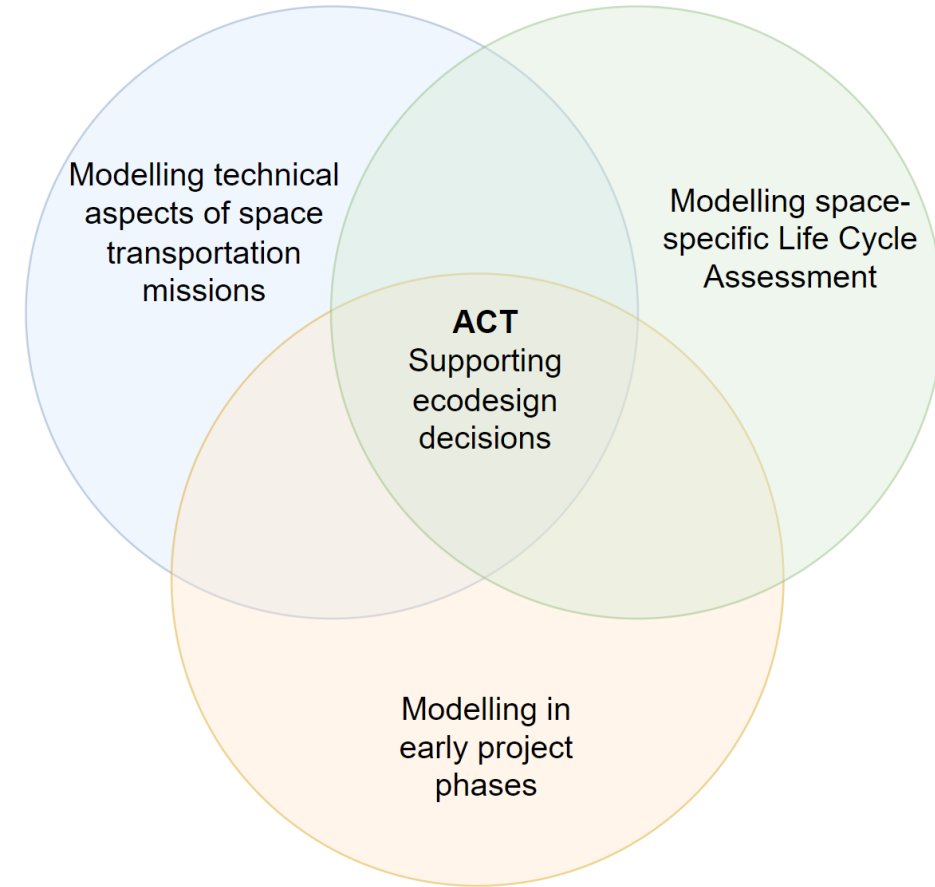 Modelling technical
aspects of space
transportation
missions
Modelling space-
specific Life Cycle
Assessment
ACT
Supporting
ecodesign
decisions
Modelling in
early project
phases